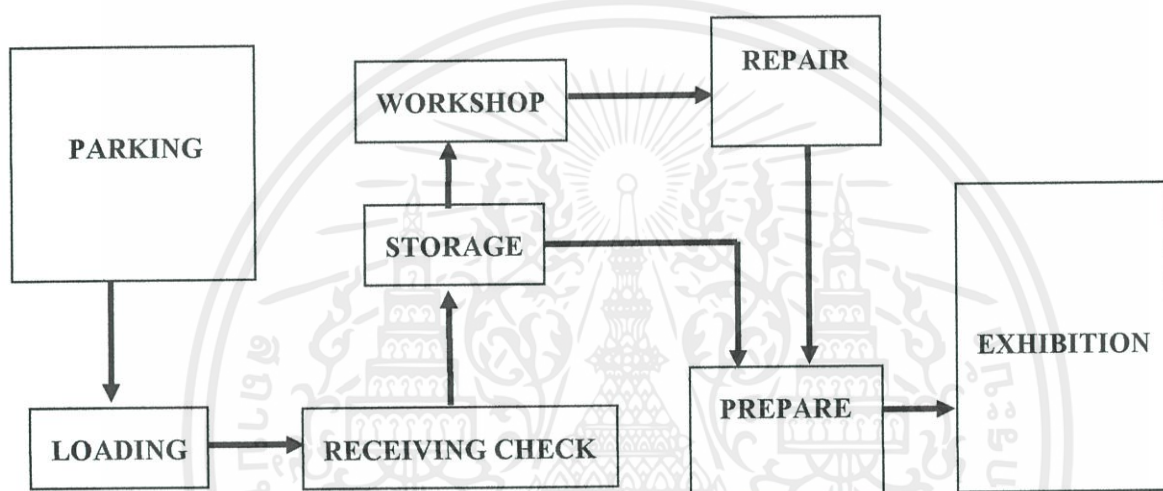 PARKING
LOADING
RECEIVING CHECK
STORAGE
WORKSHOP
REPAIR
PREPARE
EXHIBITION